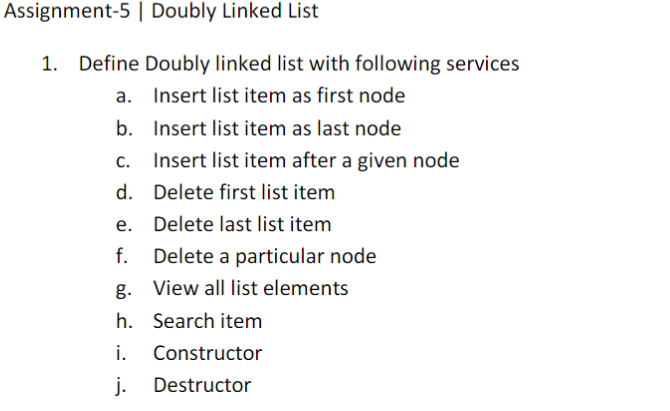 Assignment-5 | Doubly Linked List
1. Define Doubly linked list with following services
a. Insert list item as first node
b. Insert list item as last node
c. Insert list item after a given node
d. Delete first list item
e. Delete last list item
f. Delete a particular node
g. View all list elements
h. Search item
i. Constructor
j. Destructor